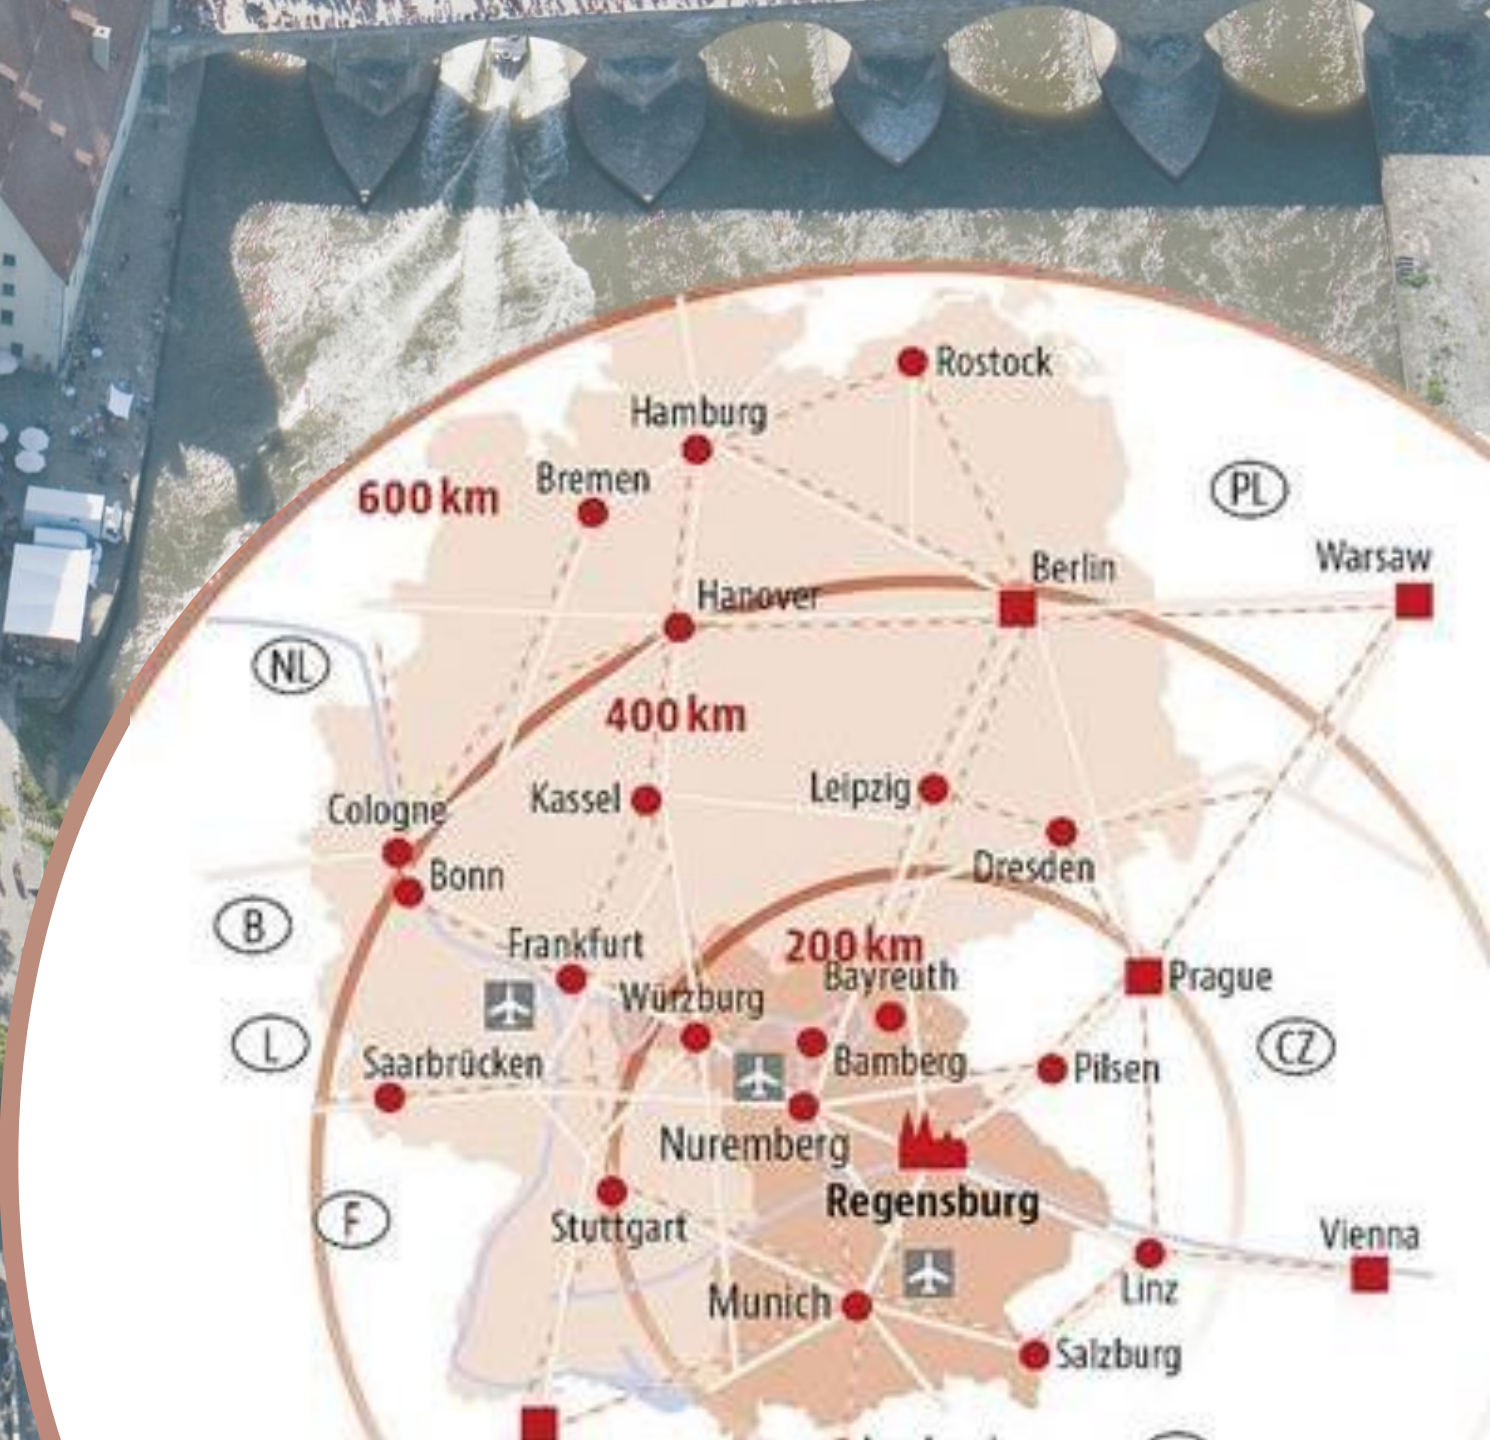 Rostock
Hamburg
Bremen
600 km
PL
Warsaw
Berlin
Hanover
NL
400 km
Kassel
Leipzig
Cologne
Dresden
Bonn
B
Frankfurt
200 km
Bayreuth
Prague
Würzburg
L
CZ
Saarbrücken
Bamberg
Pilsen
Nuremberg
Regensburg
F
Stuttgart
Vienna
Linz
Munich
Salzburg